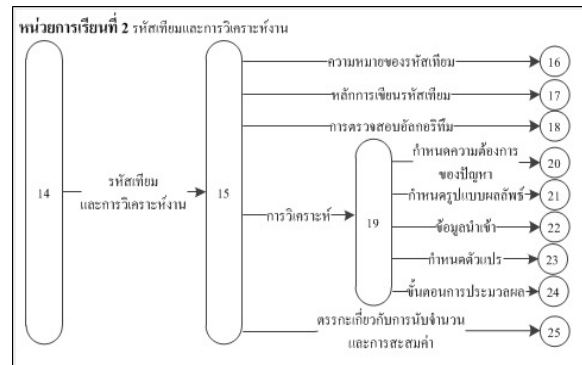 หน่วยการเรียนที่ 2 รหัสเทียมและการวิเคราะห์งาน
ความหมายของรหัสเทียม
16
หลักการเขียนรหัสเทียม
17
การตรวจสอบอัลกอริทึม
18
14
รหัสเทียม
และการวิเคราะห์งาน
15
การวิเคราะห์
19
กำหนดความต้องการ
ของปัญหา
20
กำหนดรูปแบบผลลัพธ์
21
ข้อมูลนำเข้า
22
กำหนดตัวแปร
23
ขั้นตอนการประมวลผล
24
ตรรกะเกี่ยวกับการนับจำนวน
และการสะสมค่า
25